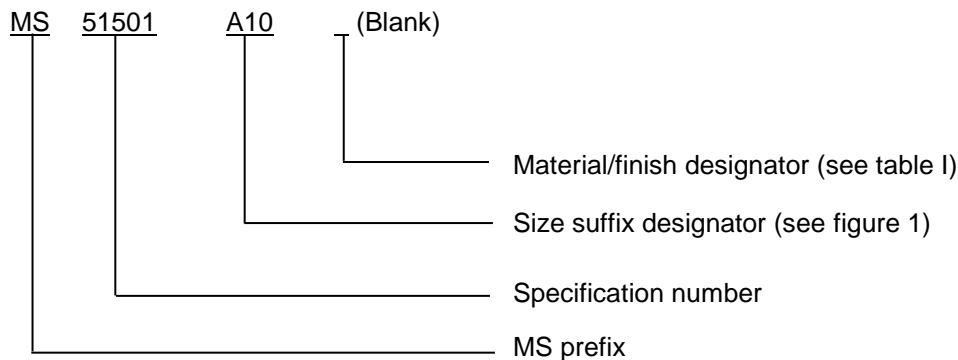 MS 51501 A10 _ (Blank)
Material/finish designator (see table I)
Size suffix designator (see figure 1)
Specification number
MS prefix